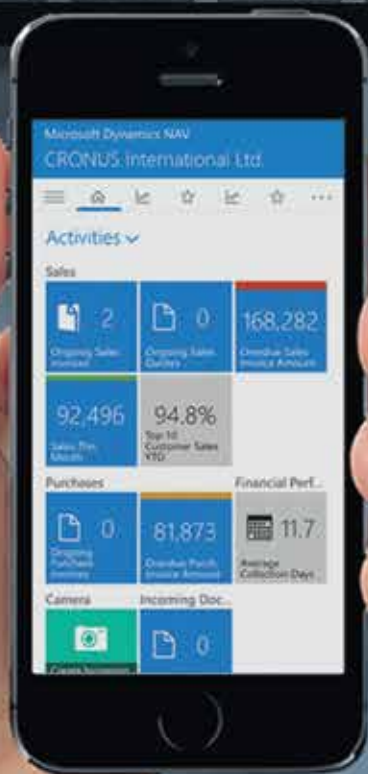 Microsoft Dynamics NAV
CRONUS International Ltd.
Activities
Sales
2
Ongoing Sales
Invoices
0
Ongoing Sales
Quotes
168,282
Overdue Sales
Invoice Amount
92,496
Sales This
Month
94.8%
Top 10
Customer Sales
YTD
Purchases
Financial Perf...
0
Ongoing
Purchase
Invoices
81,873
Overdue Purch.
Invoice Amount
11.7
Average
Collection Days...
Camera
Incoming Doc...
0